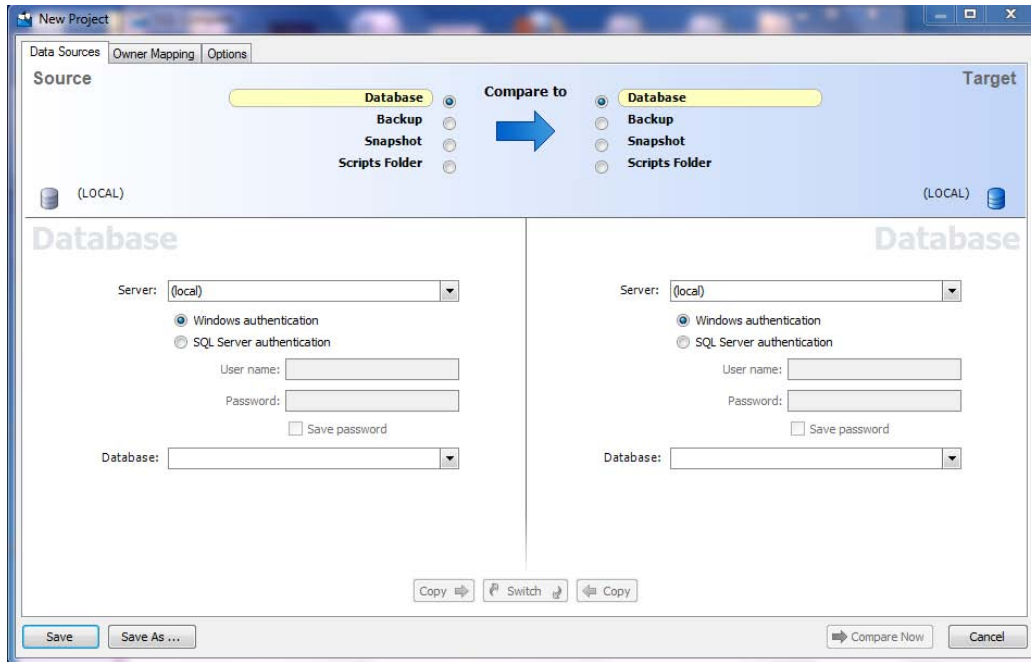 New Project
Data Sources Owner Mapping Options
Source Target
Database Compare to Database
Backup Backup
Snapshot Snapshot
Scripts Folder Scripts Folder
(LOCAL) (LOCAL)
Database Database
Server: (local) Server: (local)
Windows authentication Windows authentication
SQL Server authentication SQL Server authentication
User name: User name:
Password: Password:
Save password Save password
Database: Database:
Copy Switch Copy
Save Save As ... Compare Now Cancel